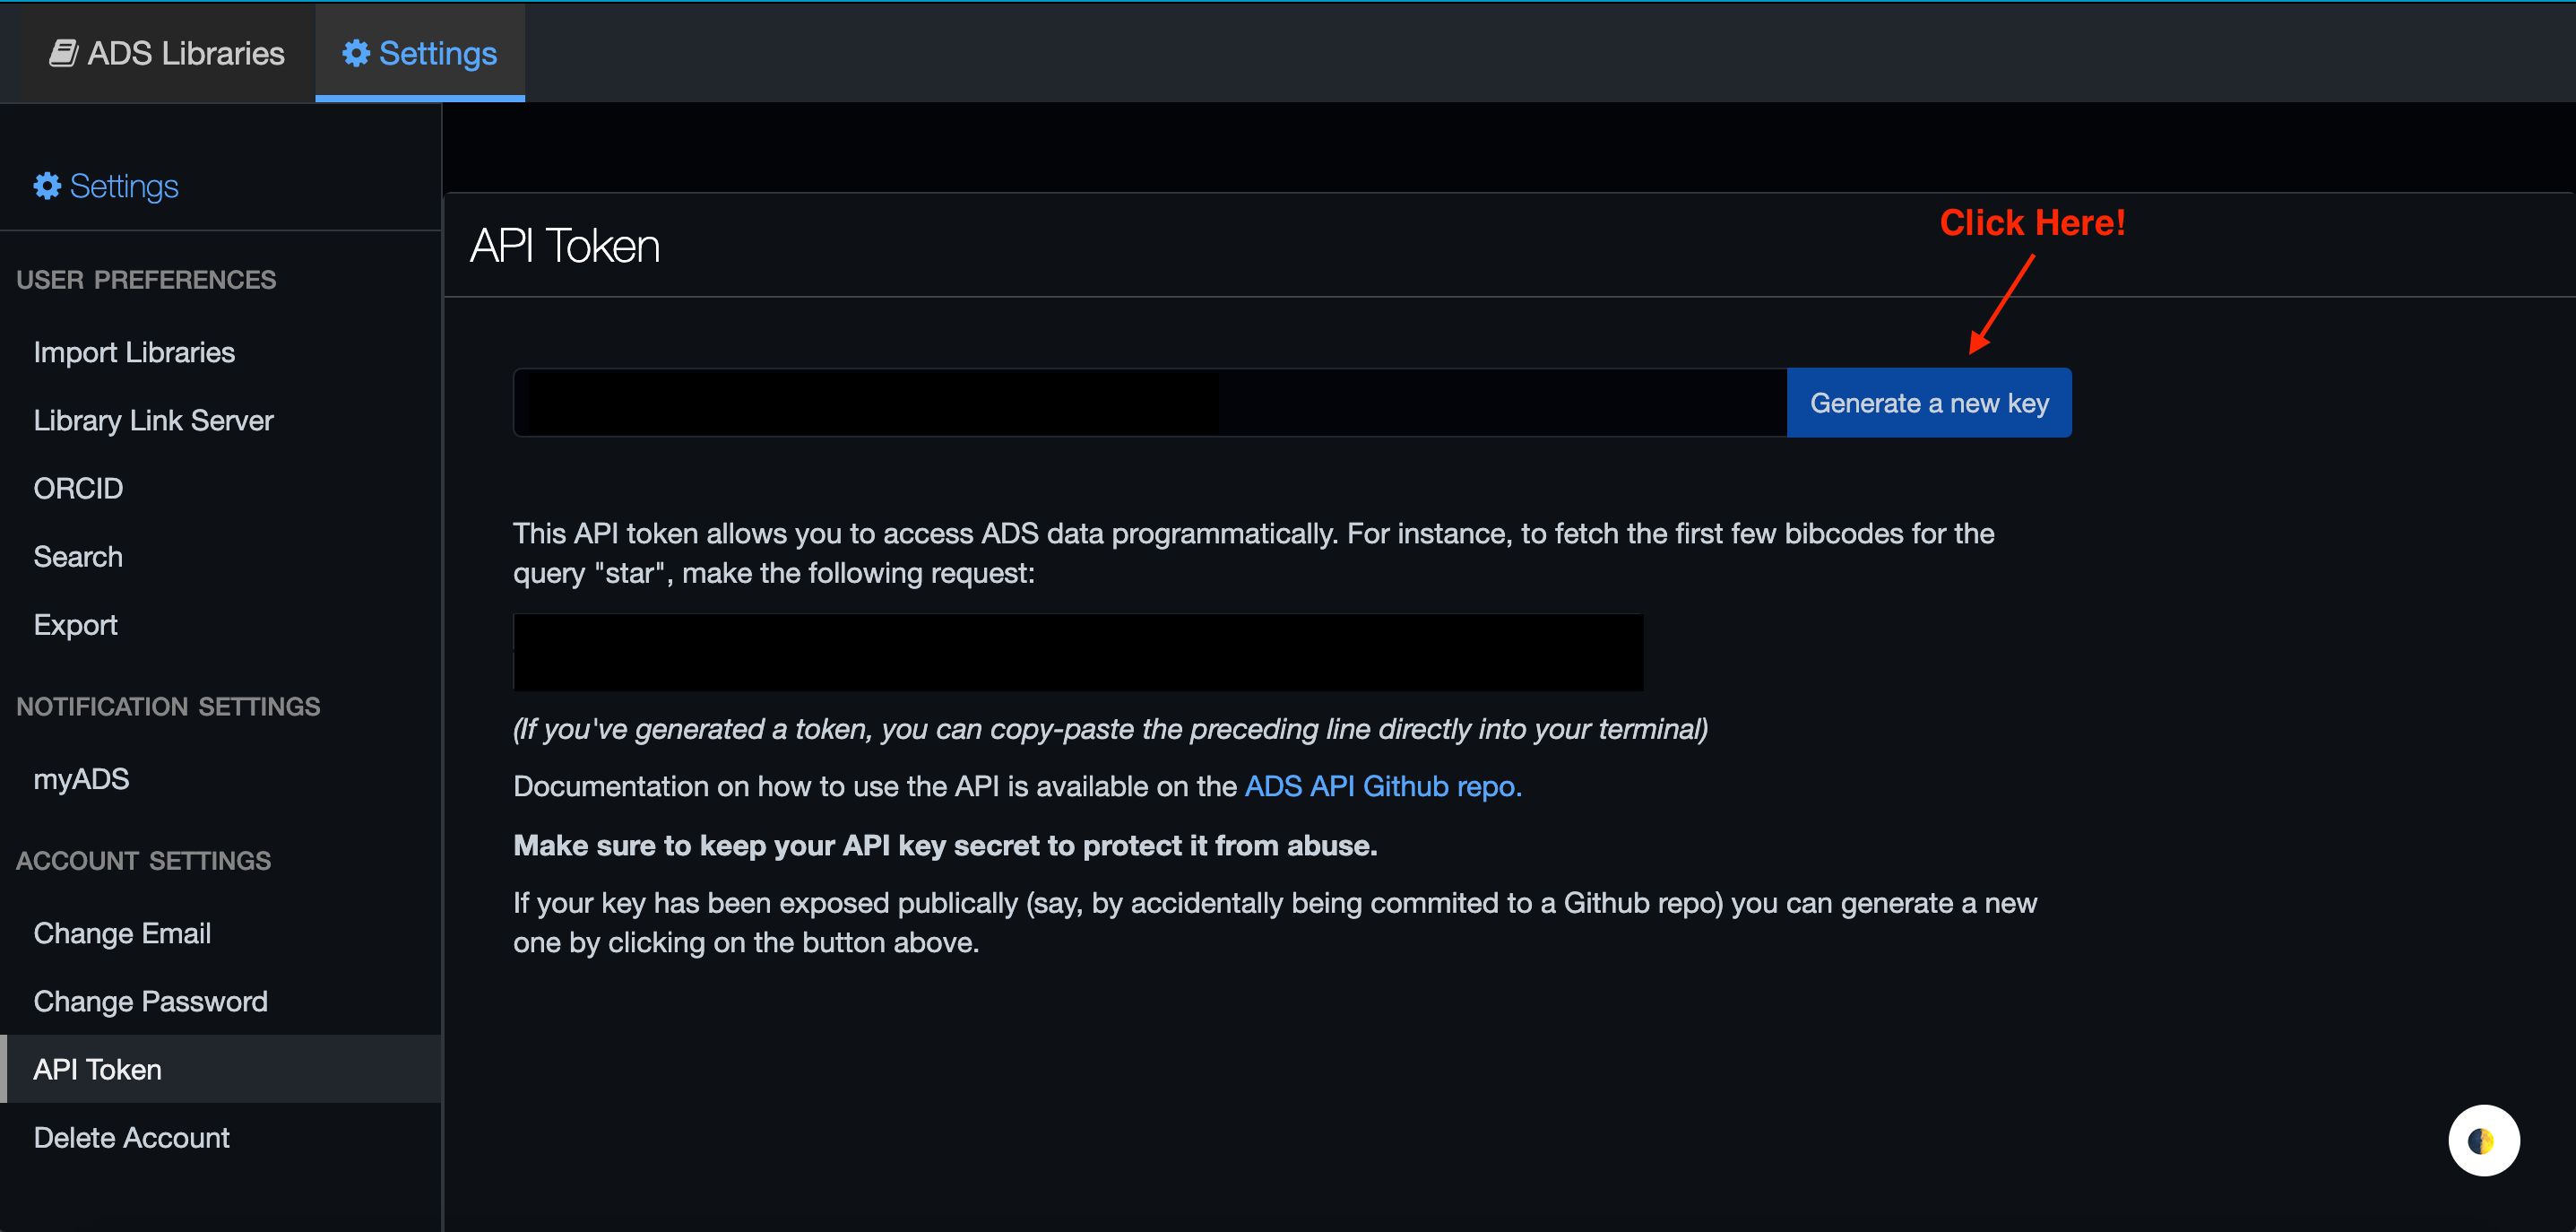 ADS Libraries
Settings
Settings
USER PREFERENCES
Import Libraries
Library Link Server
ORCID
Search
Export
NOTIFICATION SETTINGS
myADS
ACCOUNT SETTINGS
Change Email
Change Password
API Token
Delete Account
API Token
Click Here!
Generate a new key
This API token allows you to access ADS data programmatically. For instance, to fetch the first few bibcodes for the
query "star", make the following request:
(If you've generated a token, you can copy-paste the preceding line directly into your terminal)
Documentation on how to use the API is available on the ADS API Github repo.
Make sure to keep your API key secret to protect it from abuse.
If your key has been exposed publically (say, by accidentally being commited to a Github repo) you can generate a new
one by clicking on the button above.